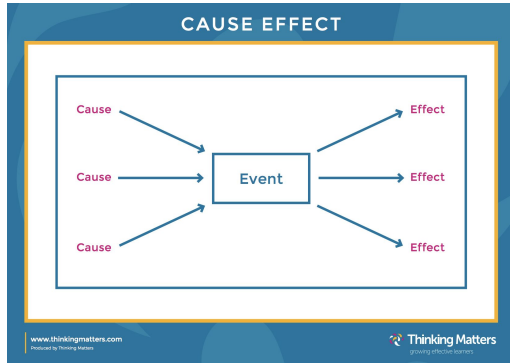 CAUSE EFFECT
Cause
Effect
Cause
Event
Effect
Cause
Effect
www.thinkingmatters.com
Produced by Thinking Matters
Thinking Matters
growing effective learners